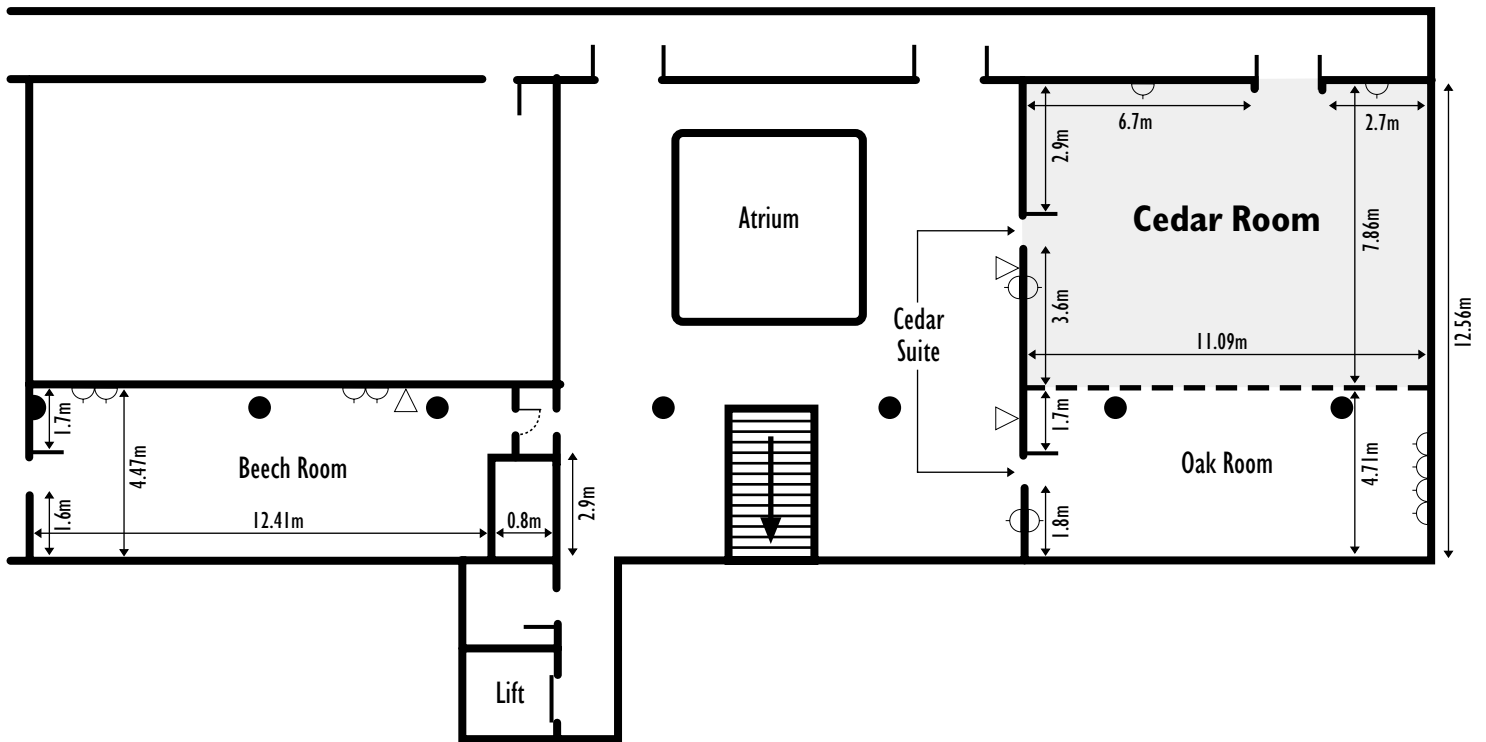 6.7m
2.7m
2.9m
Atrium
Cedar Room
7.86m
3.6m
Cedar
Suite
11.09m
12.56m
1.7m
4.47m
Beech Room
1.6m
12.41m
0.8m
2.9m
1.7m
Oak Room
4.71m
1.8m
Lift